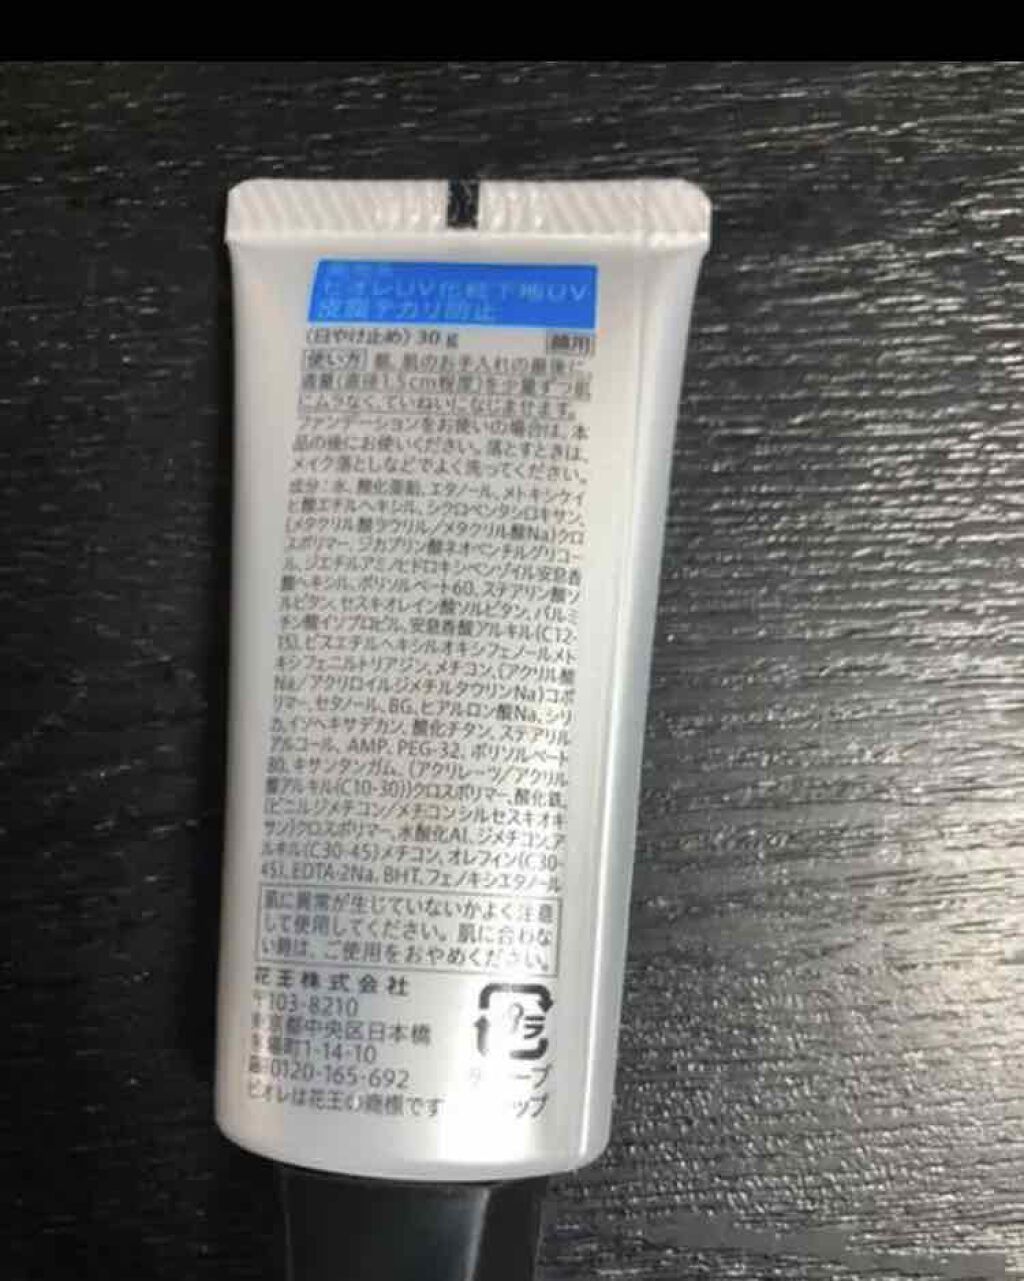 ビオレUV化粧下地UV
皮脂テカリ防止
(日やけ止め) 30g 顔用
使い方 朝、肌のお手入れの最後に、
適量(直径1.5cm程度)を少量ずつ肌
にムラなく、ていねいになじませます。
ファンデーションをお使いの場合は、本
品の後にお使いください。落とすときは、
メイク落としなどでよく洗ってください。
成分:水、酸化亜鉛、エタノール、メトキシケイ
ヒ酸エチルヘキシル、シクロペンタシロキサン、
(メタクリル酸ラウリル/メタクリル酸Na)クロ
スポリマー、ジカプリン酸ネオペンチルグリコー
ル、ジエチルアミノヒドロキシベンゾイル安息香
酸ヘキシル、ポリソルベート60、ステアリン酸ソ
ルビタン、セスキオレイン酸ソルビタン、パルミ
チン酸イソプロピル、安息香酸アルキル(C12-
15)、ビスエチルヘキシルオキシフェノールメト
キシフェニルトリアジン、メチコン、(アクリル酸
Na/アクリロイルジメチルタウリンNa)コポ
リマー、セタノール、BG、ヒアルロン酸Na、シリ
カ、イソヘキサデカン、酸化チタン、ステアリル
アルコール、AMP、PEG-32、ポリソルベート
80、キサンタンガム、(アクリレーツ/アクリル
酸アルキル(C10-30))クロスポリマー、酸化鉄、
(ビニルジメチコン/メチコンシルセスキオキ
サン)クロスポリマー、水酸化Al、ジメチコン、ア
ルキル(C30-45)メチコン、オレフィン(C30-
45)、EDTA-2Na、BHT、フェノキシエタノール
肌に異常が生じていないかよく注意
して使用してください。肌に合わな
い時は、ご使用をおやめください。
花王株式会社
〒103-8210
東京都中央区日本橋
茅場町1-14-10
0120-165-692
ビオレは花王の商標です
プラ